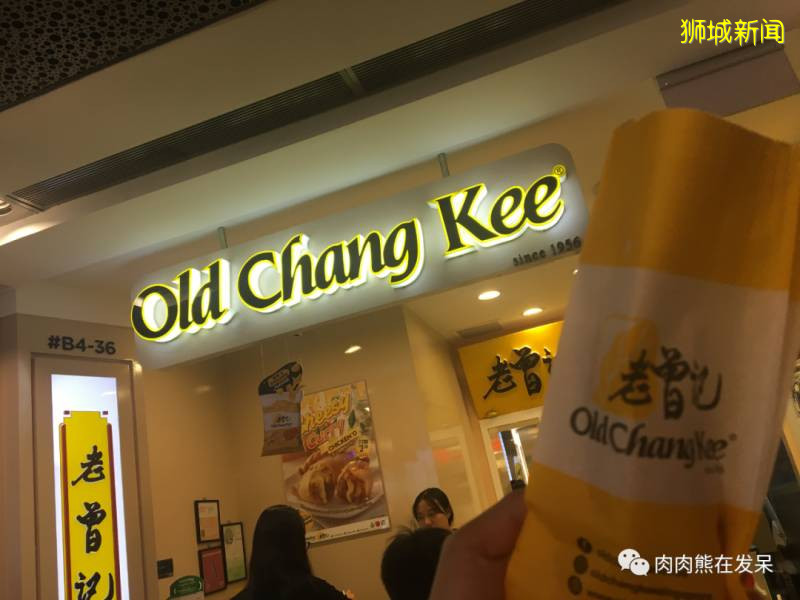 狮城新闻
Old Chang Kee®
since 1956
#B4-36
老曾记
老曾记
老曾记
Old Chang Kee®
CHICKEN'O
肉肉熊在发呆